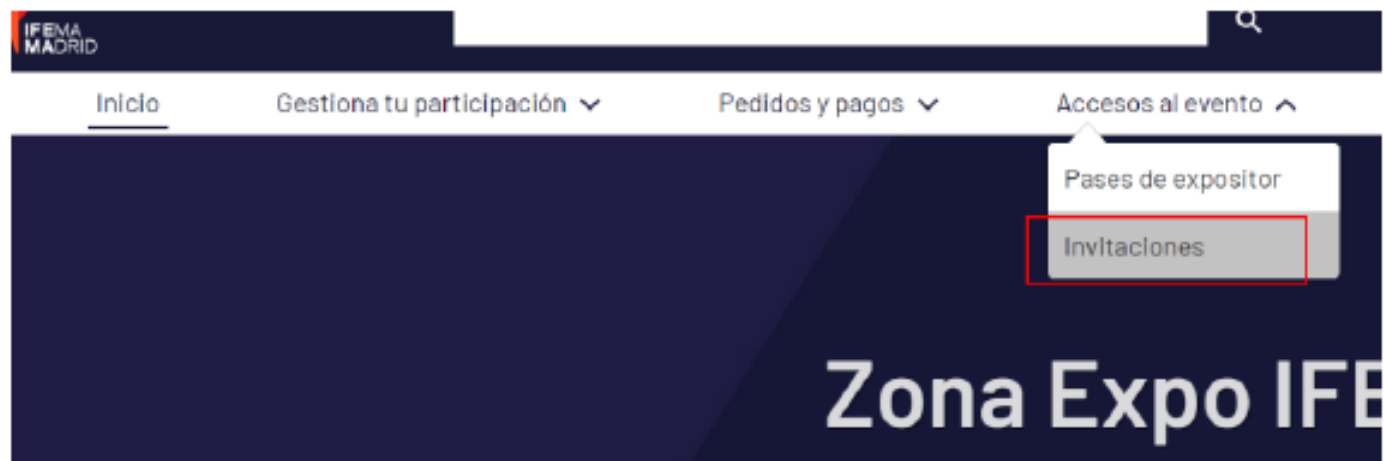 IFEMA
MADRID
Inicio Gestiona tu participación Pedidos y pagos Accesos al evento
Pases de expositor
Invitaciones
Zona Expo IFE